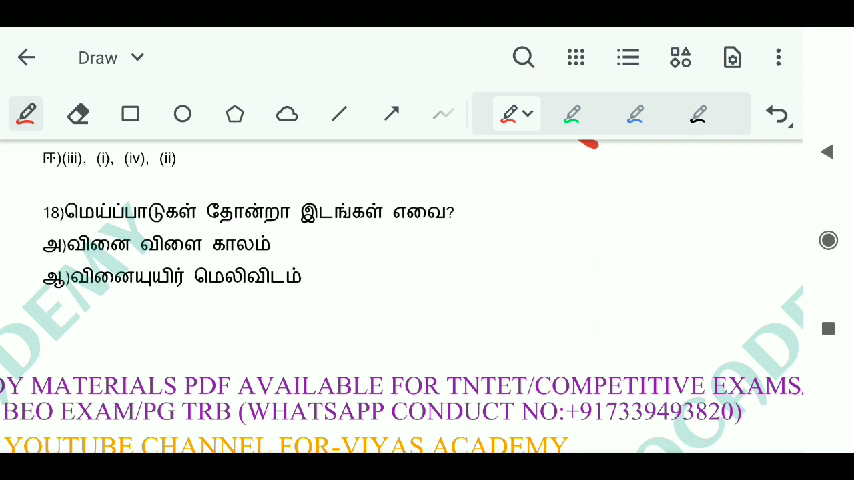 Draw
ஈ)(iii), (i), (iv), (ii)
18)மெய்ப்பாடுகள் தோன்றா இடங்கள் எவை?
அ)வினை விளை காலம்
ஆ)வினையுயிர் மெலிவிடம்
DY MATERIALS PDF AVAILABLE FOR TNTET/COMPETITIVE EXAMS.
BEO EXAM/PG TRB (WHATSAPP CONDUCT NO:+917339493820)
YOUTUBE CHANNEL FOR-VIYAS ACADEMY